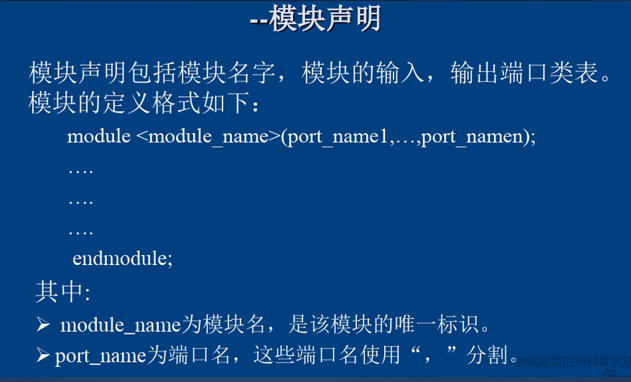 --模块声明
模块声明包括模块名字，模块的输入，输出端口类表。
模块的定义格式如下：
module <module_name>(port_name1,…,port_namen);
….
….
….
endmodule;
其中:
➢ module_name为模块名，是该模块的唯一标识。
➢port_name为端口名，这些端口名使用“，”分割。